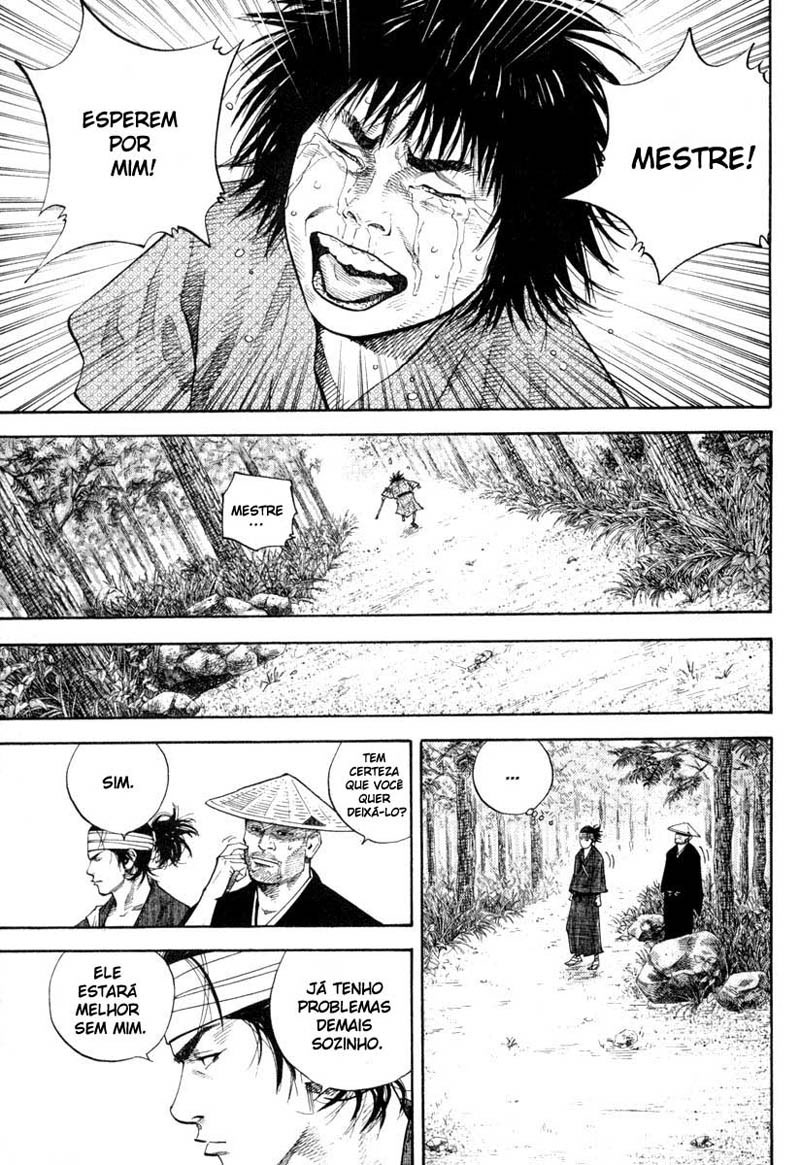 MESTRE!
ESPEREM
POR
MIM!
MESTRE
...
...
TEM
CERTEZA
QUE VOCÊ
QUER
DEIXÁ-LO?
SIM.
JÁ TENHO
PROBLEMAS
DEMAIS
SOZINHO.
ELE
ESTARÁ
MELHOR
SEM MIM.